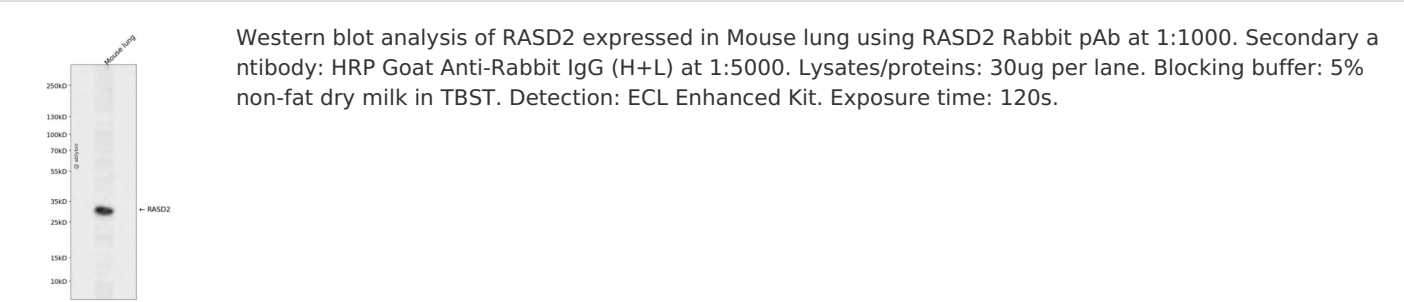 Mouse lung
Western blot analysis of RASD2 expressed in Mouse lung using RASD2 Rabbit pAb at 1:1000. Secondary a
ntibody: HRP Goat Anti-Rabbit IgG (H+L) at 1:5000. Lysates/proteins: 30ug per lane. Blocking buffer: 5%
non-fat dry milk in TBST. Detection: ECL Enhanced Kit. Exposure time: 120s.
250kD
130kD
100kD
70kD
55kD
35kD
← RASD2
25kD
15kD
10kD